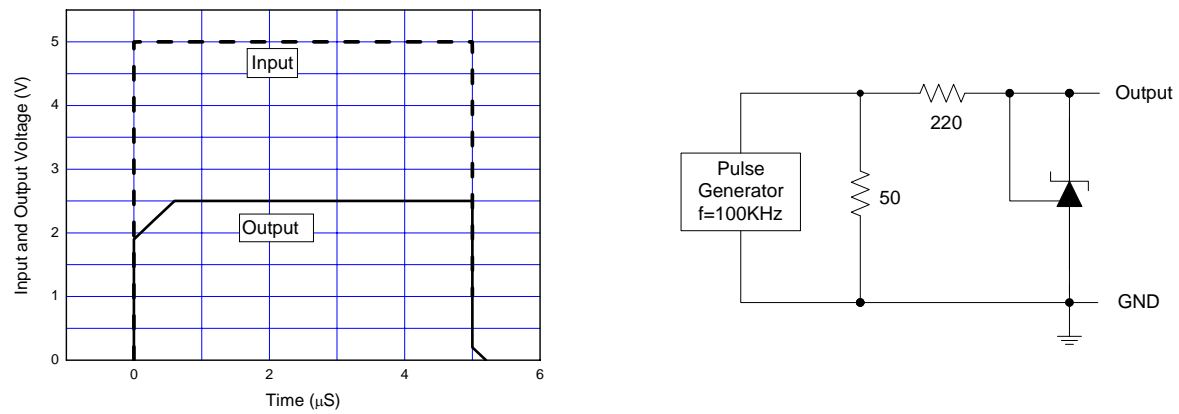 Input and Output Voltage (V)
5
4
3
2
1
0
Input
Output
0
2
4
6
Time (μS)
Pulse
Generator
f=100KHz
50
220
Output
GND